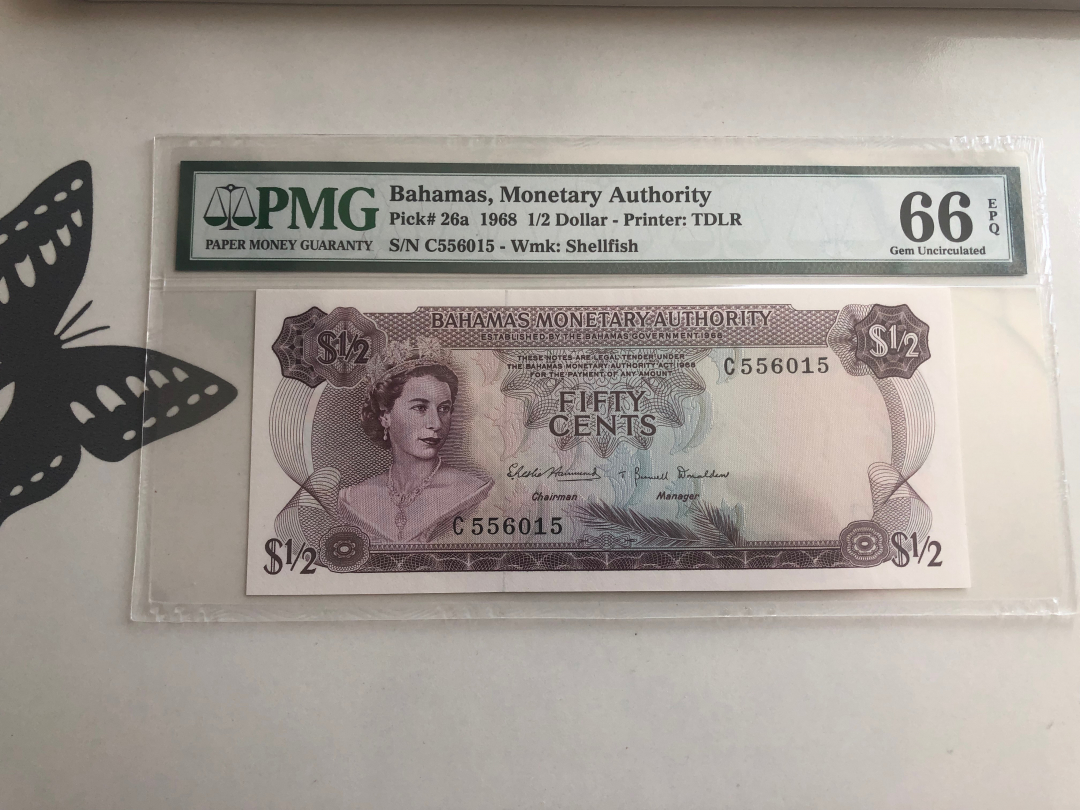 PMG
PAPER MONEY GUARANTY
Bahamas, Monetary Authority
Pick# 26a 1968 1/2 Dollar - Printer: TDLR
S/N C556015 - Wmk: Shellfish
66
EPQ
Gem Uncirculated
BAHAMAS MONETARY AUTHORITY
ESTABLISHED BY THE BAHAMAS GOVERNMENT 1968
$1/2
$1/2
THESE NOTES ARE LEGAL TENDER UNDER
THE BAHAMAS MONETARY AUTHORITY ACT 1968
FOR THE PAYMENT OF ANY AMOUNT
C556015
FIFTY
CENTS
Chairman
Manager
C556015
$1/2
$1/2